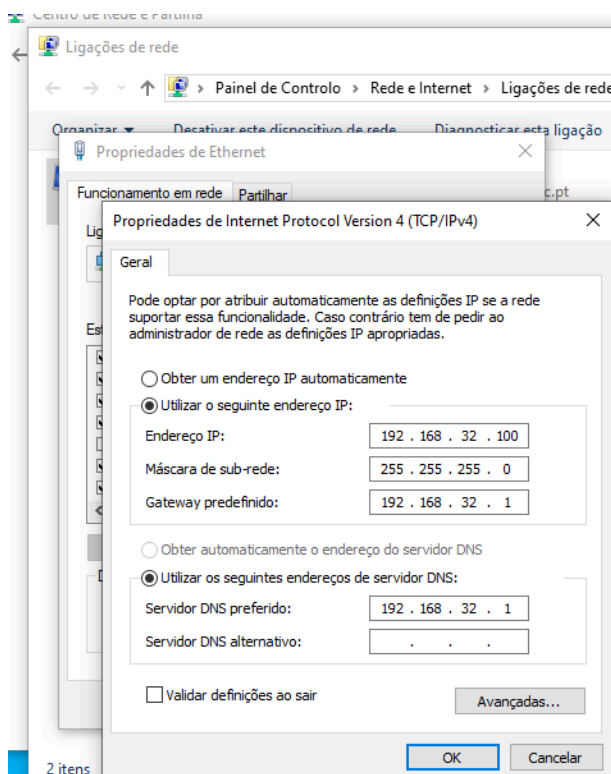 Centro de Rede e Partilha
Ligações de rede
Painel de Controlo > Rede e Internet > Ligações de rede
Organizar Desativar este dispositivo de rede Diagnosticar esta ligação
Propriedades de Ethernet
c.pt
Funcionamento em rede Partilhar
Lig
Propriedades de Internet Protocol Version 4 (TCP/IPv4)
Geral
Pode optar por atribuir automaticamente as definições IP se a rede
suportar essa funcionalidade. Caso contrário tem de pedir ao
administrador de rede as definições IP apropriadas.
Est
Obter um endereço IP automaticamente
Utilizar o seguinte endereço IP:
Endereço IP: 192 . 168 . 32 . 100
Máscara de sub-rede: 255 . 255 . 255 . 0
Gateway predefinido: 192 . 168 . 32 . 1
Obter automaticamente o endereço do servidor DNS
Utilizar os seguintes endereços de servidor DNS:
Servidor DNS preferido: 192 . 168 . 32 . 1
Servidor DNS alternativo: . . .
Validar definições ao sair
Avançadas...
OK Cancelar
2 itens